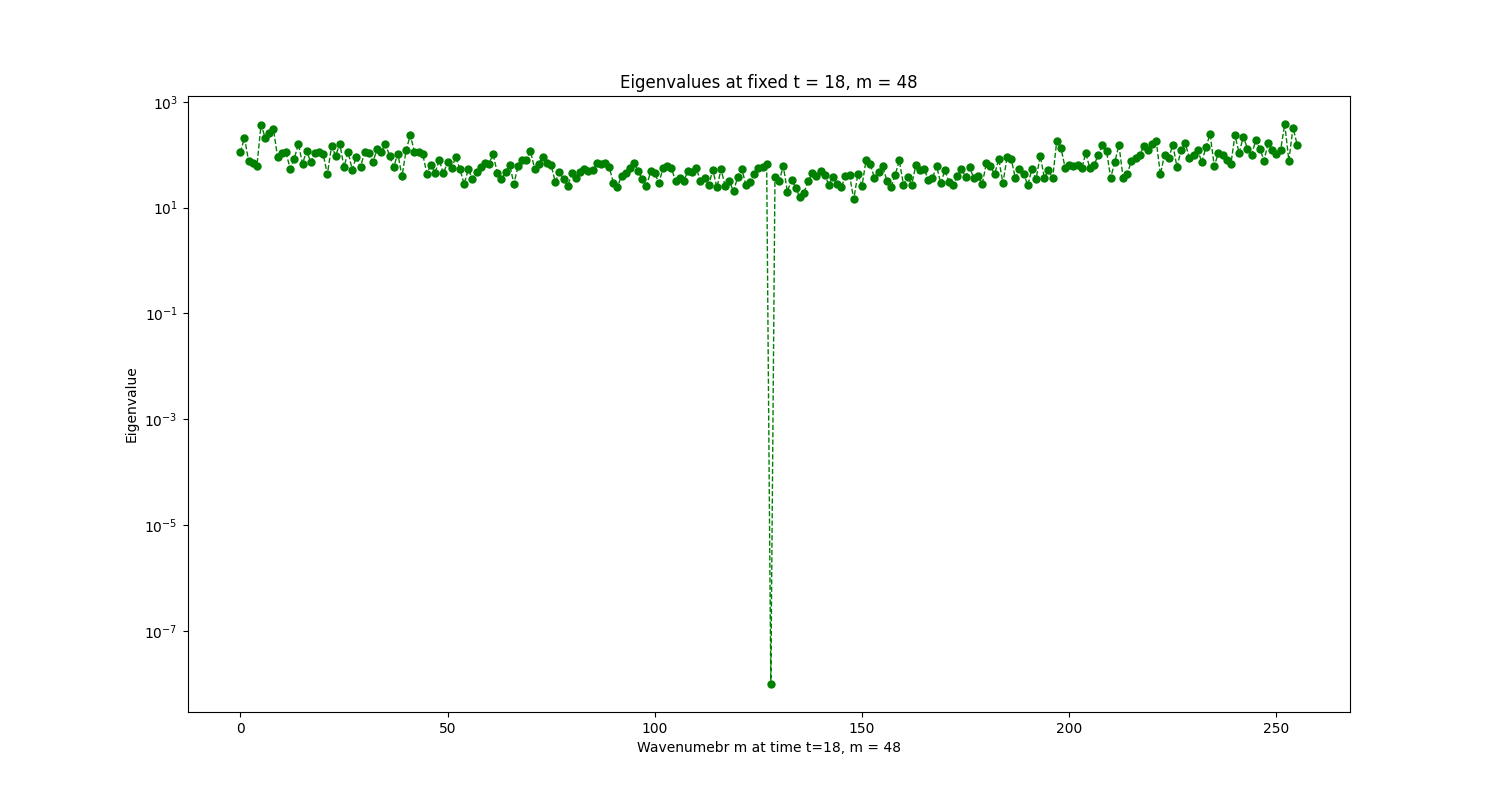 Eigenvalues at fixed t = 18, m = 48
10³
10¹
10⁻¹
10⁻³
10⁻⁵
10⁻⁷
Eigenvalue
0 50 100 150 200 250
Wavenumebr m at time t=18, m = 48